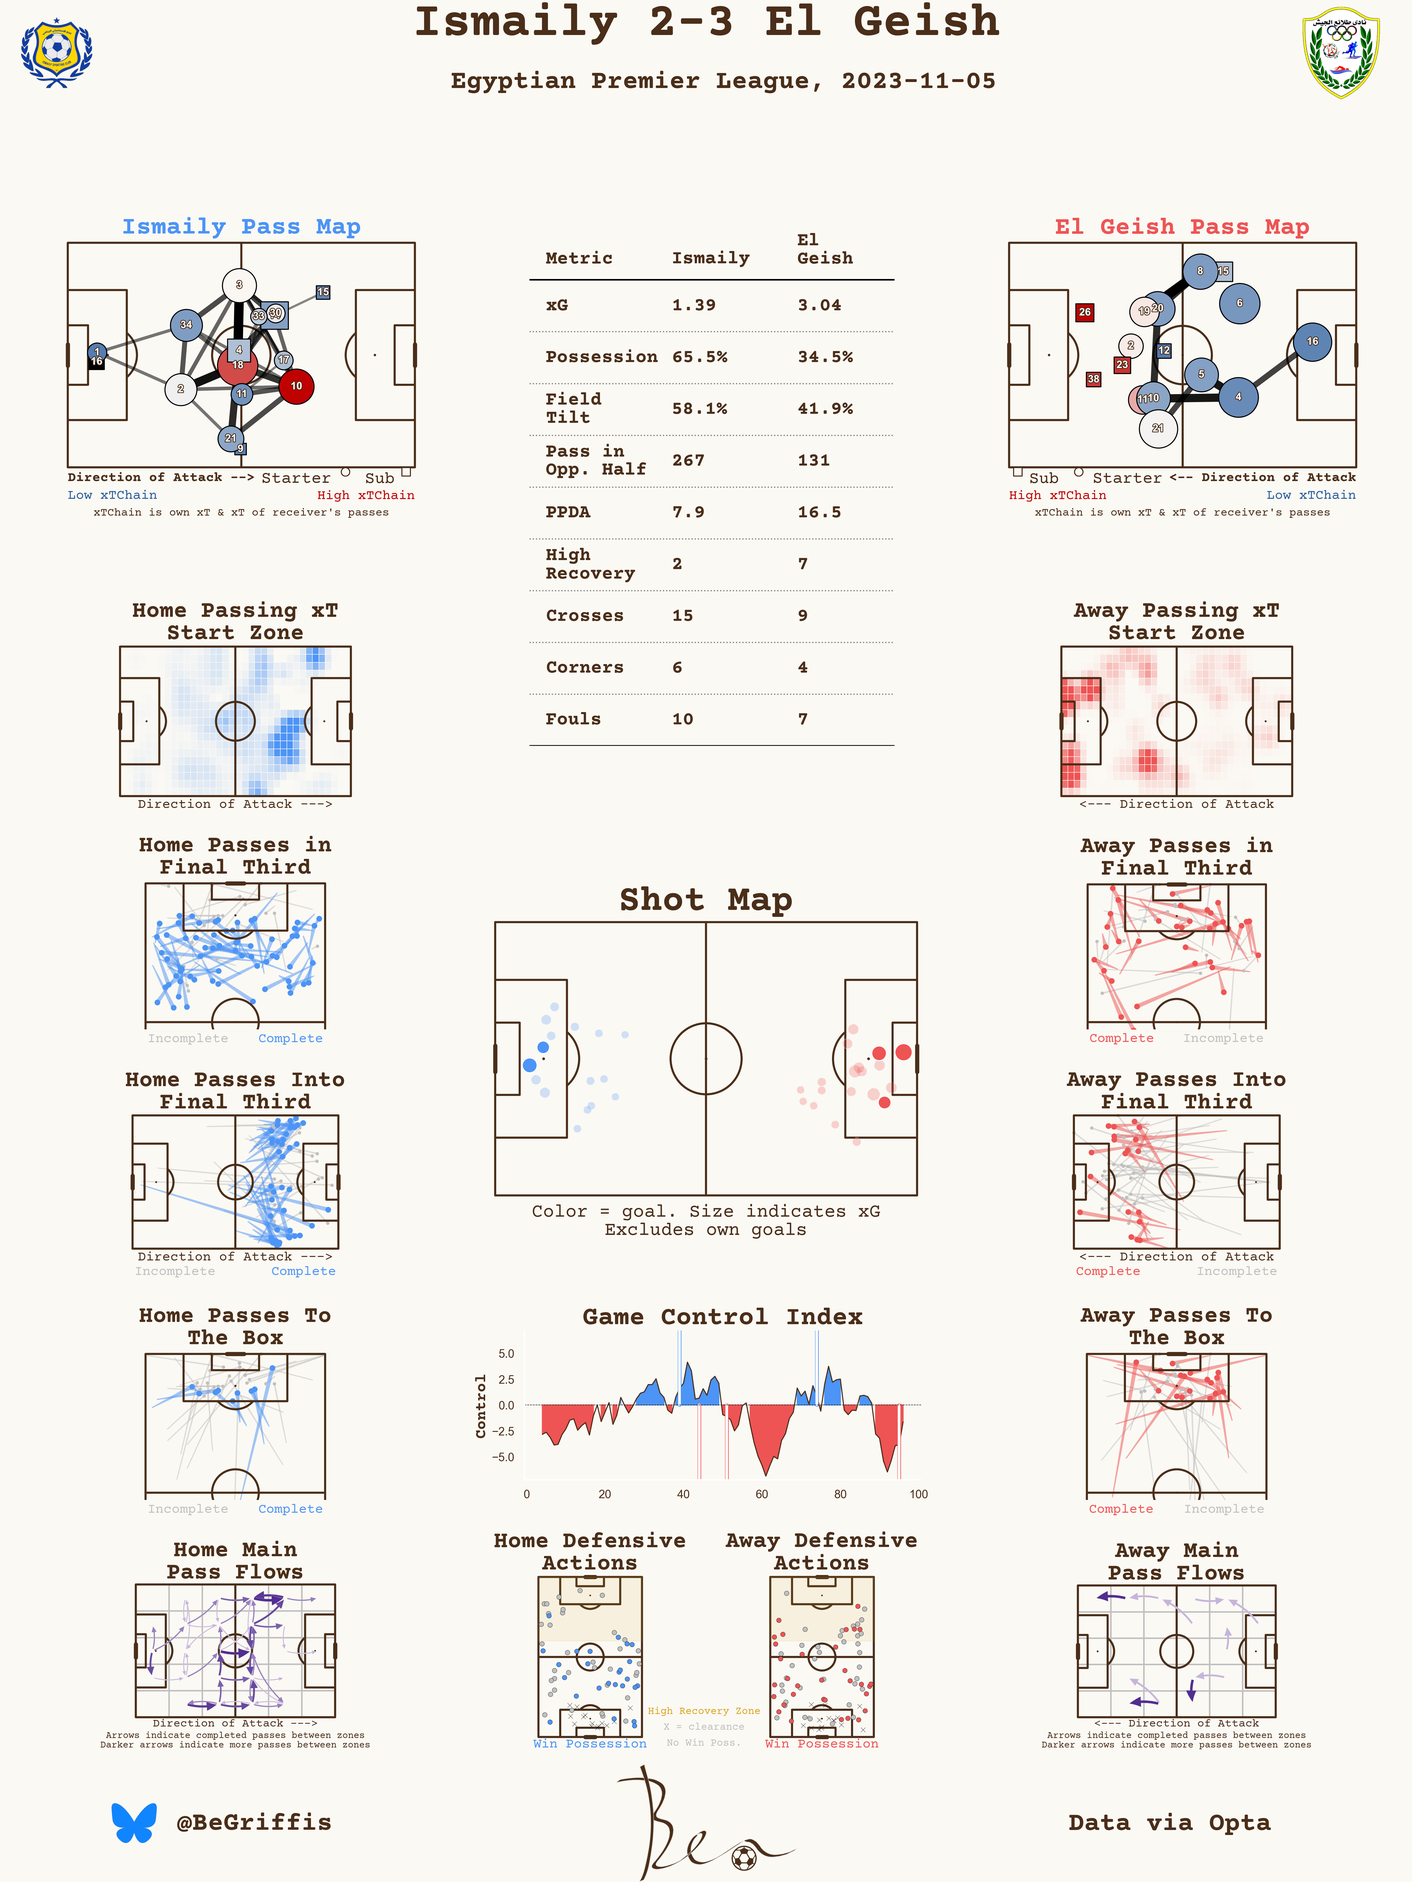 Ismaily 2-3 El Geish
Egyptian Premier League, 2023-11-05
نادى طلائع الجيش
Ismaily Pass Map
3
15
34
33
30
1
16
4
18
17
2
10
11
21
9
Direction of Attack --> Starter Sub
Low xTChain High xTChain
xTChain is own xT & xT of receiver's passes
Metric Ismaily El Geish
xG 1.39 3.04
Possession 65.5% 34.5%
Field Tilt 58.1% 41.9%
Pass in Opp. Half 267 131
PPDA 7.9 16.5
High Recovery 2 7
Crosses 15 9
Corners 6 4
Fouls 10 7
El Geish Pass Map
8
15
26
19
20
6
2
12
16
23
38
5
11
10
4
21
Sub Starter <-- Direction of Attack
High xTChain Low xTChain
xTChain is own xT & xT of receiver's passes
Home Passing xT
Start Zone
Direction of Attack --->
Away Passing xT
Start Zone
<--- Direction of Attack
Home Passes in
Final Third
Incomplete Complete
Away Passes in
Final Third
Complete Incomplete
Shot Map
Color = goal. Size indicates xG
Excludes own goals
Home Passes Into
Final Third
Direction of Attack --->
Incomplete Complete
Away Passes Into
Final Third
<--- Direction of Attack
Complete Incomplete
Home Passes To
The Box
Incomplete Complete
Game Control Index
Control
5.0
2.5
0.0
−2.5
−5.0
0 20 40 60 80 100
Away Passes To
The Box
Complete Incomplete
Home Main
Pass Flows
Direction of Attack --->
Arrows indicate completed passes between zones
Darker arrows indicate more passes between zones
Home Defensive
Actions
Win Possession
Away Defensive
Actions
Win Possession
High Recovery Zone
X = clearance
No Win Poss.
Away Main
Pass Flows
<--- Direction of Attack
Arrows indicate completed passes between zones
Darker arrows indicate more passes between zones
@BeGriffis
Ben
Data via Opta